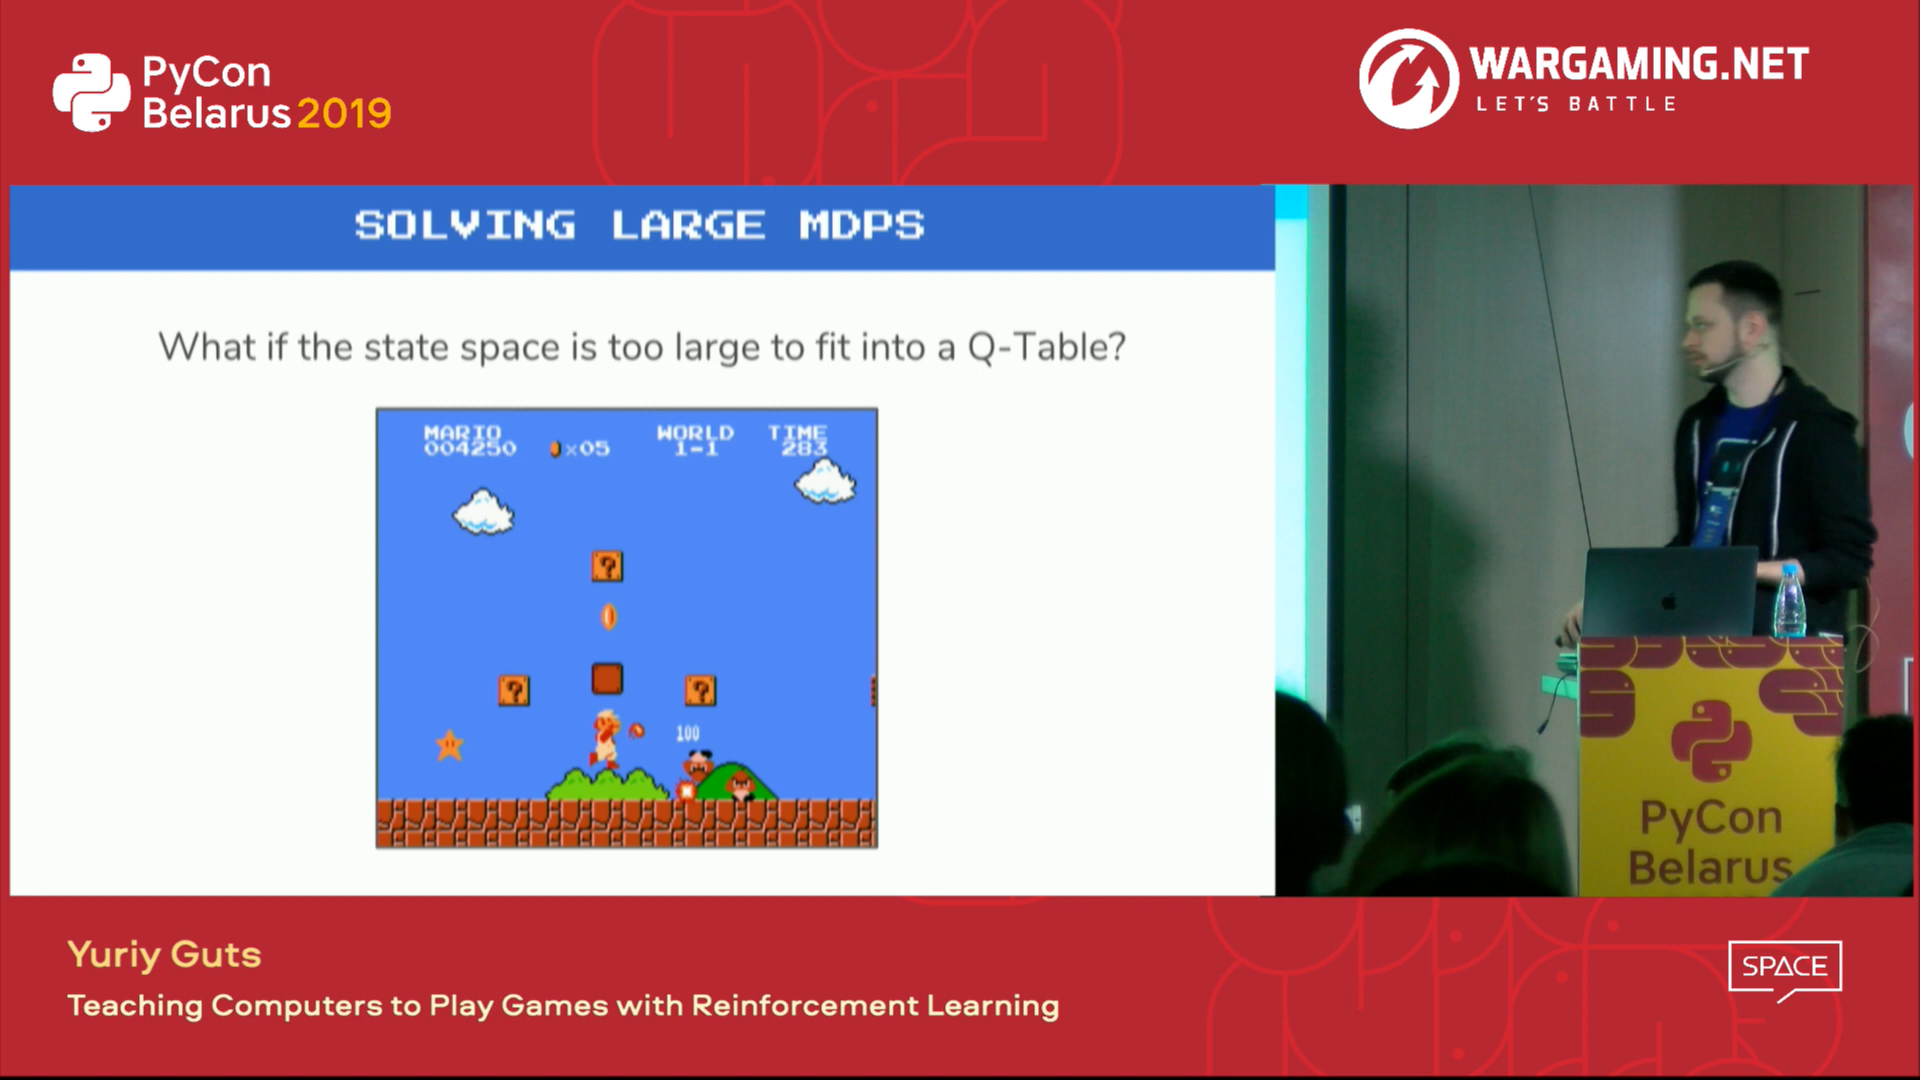 PyCon
Belarus 2019
WARGAMING.NET
LET'S BATTLE
SOLVING LARGE MDPS
What if the state space is too large to fit into a Q-Table?
MARIO WORLD TIME
004250 ×05 1-1 283
?
? ?
100
PyCon
Belarus
Yuriy Guts
SPACE
Teaching Computers to Play Games with Reinforcement Learning